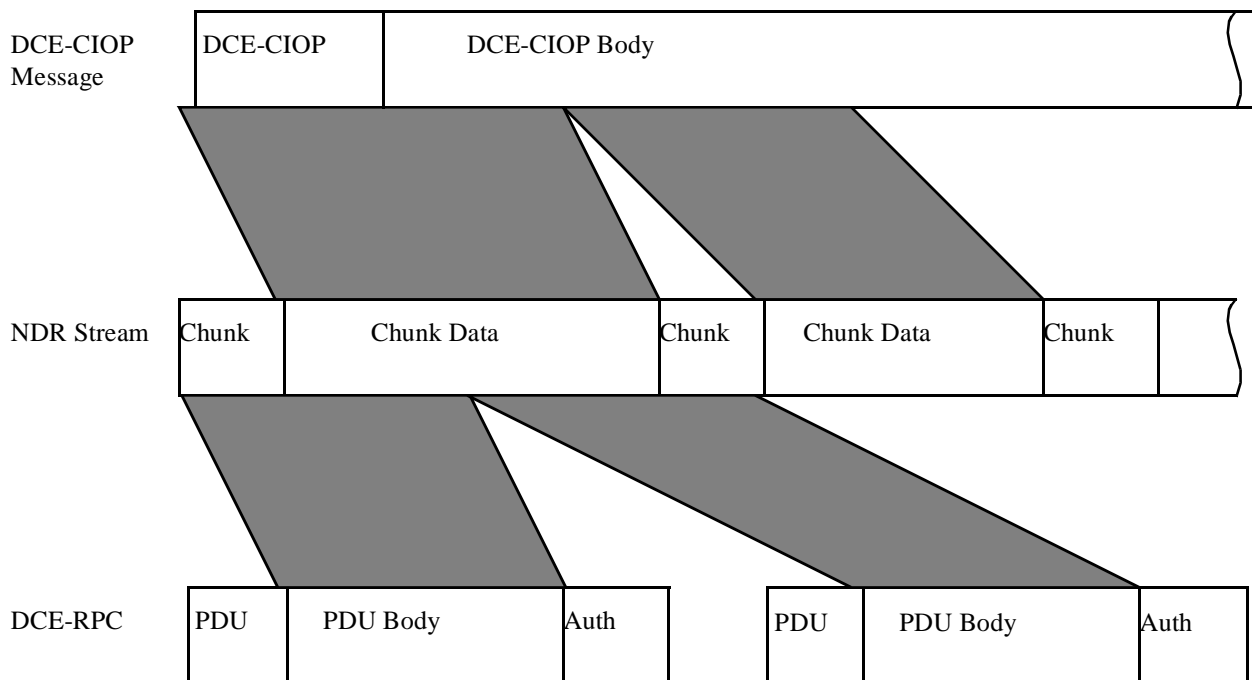 DCE-CIOP
Message
DCE-CIOP
DCE-CIOP Body
NDR Stream
Chunk
Chunk Data
Chunk
Chunk Data
Chunk
DCE-RPC
PDU
PDU Body
Auth
PDU
PDU Body
Auth